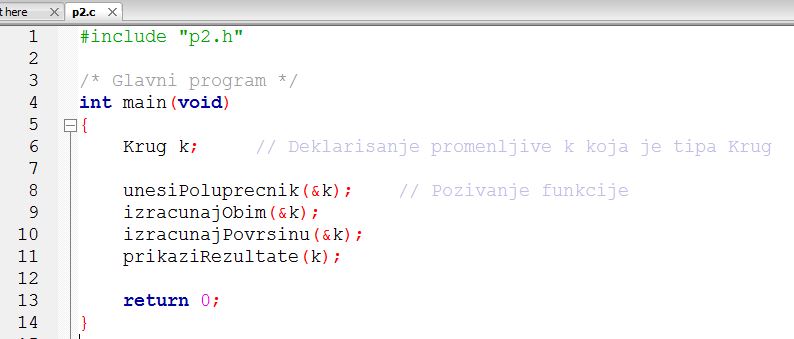 t here p2.c
1 #include "p2.h"
2
3 /* Glavni program */
4 int main(void)
5 {
6 Krug k; // Deklarisanje promenljive k koja je tipa Krug
7
8 unesiPoluprecnik(&k); // Pozivanje funkcije
9 izracunajObim(&k);
10 izracunajPovrsinu(&k);
11 prikaziRezultate(k);
12
13 return 0;
14 }